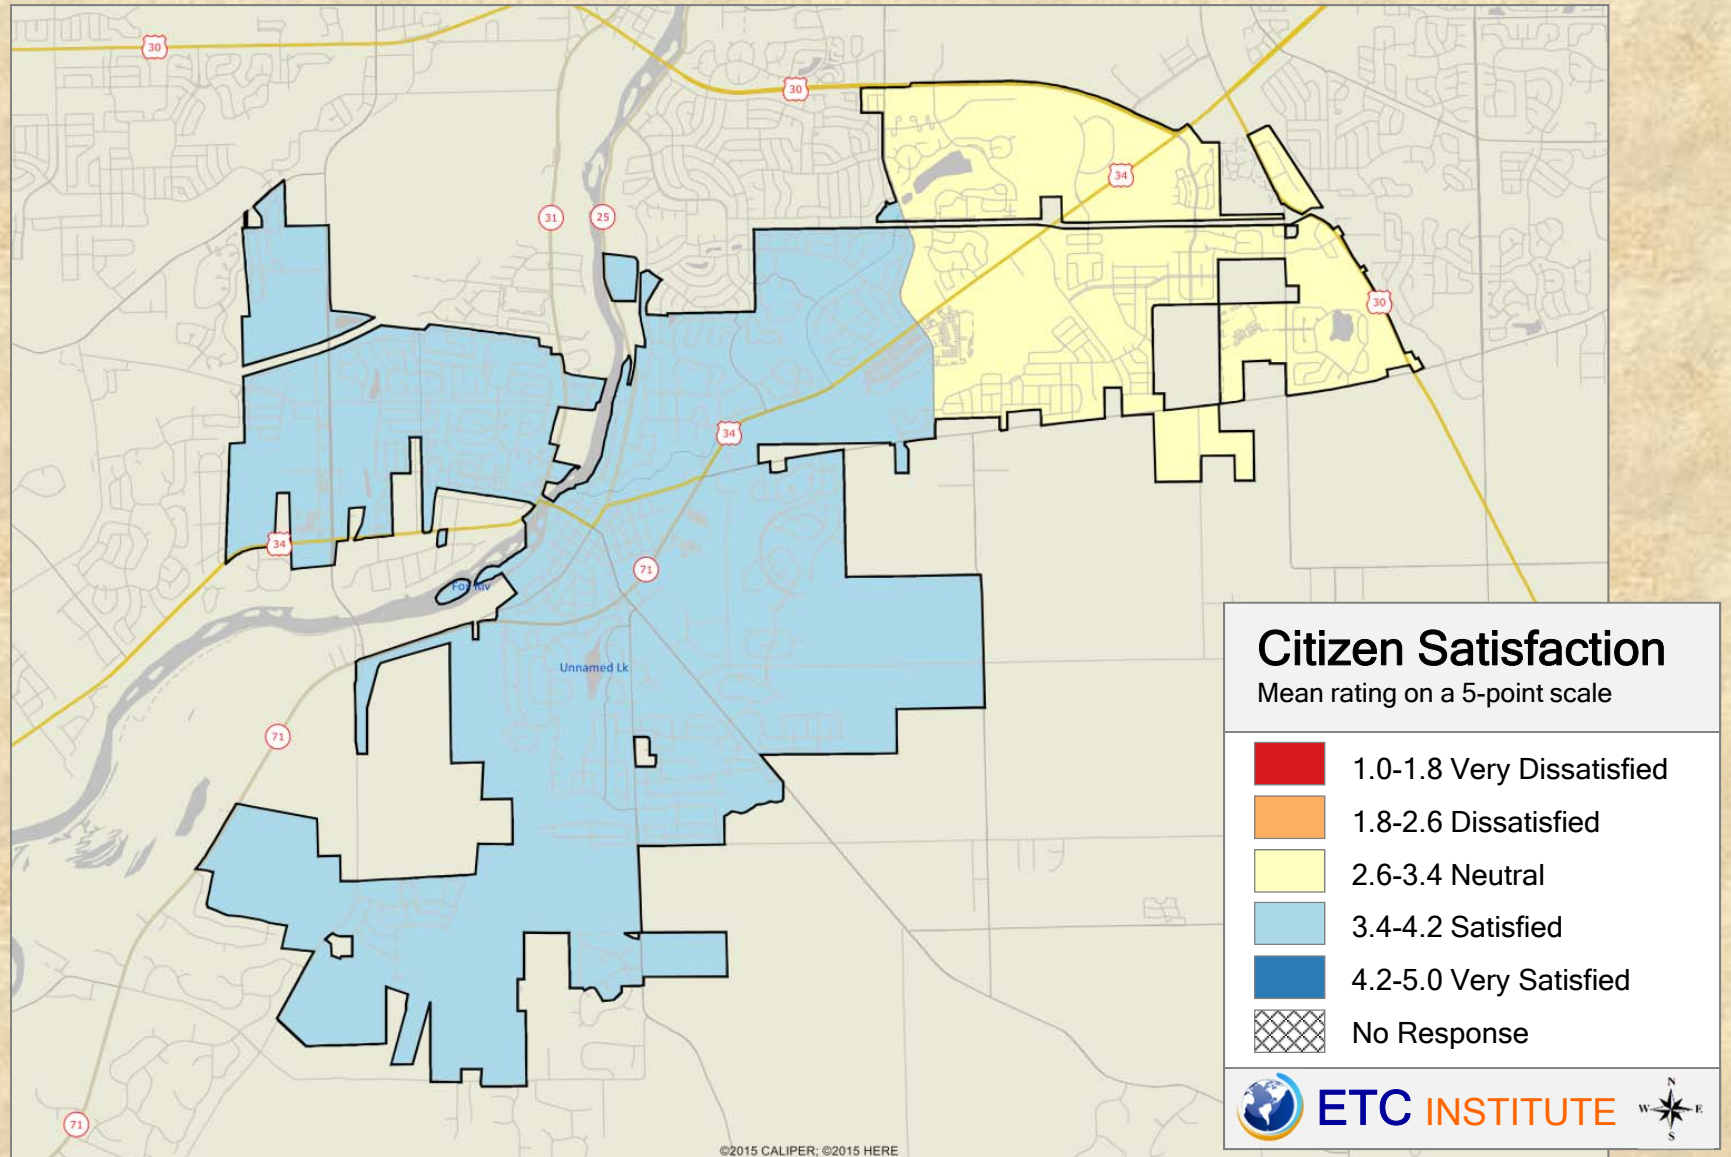 30
30
34
31
25
30
34
34
71
Fox Riv
Unnamed Lk
71
71
©2015 CALIPER; ©2015 HERE
Citizen Satisfaction
Mean rating on a 5-point scale
1.0-1.8 Very Dissatisfied
1.8-2.6 Dissatisfied
2.6-3.4 Neutral
3.4-4.2 Satisfied
4.2-5.0 Very Satisfied
No Response
ETC INSTITUTE
N
W E
S